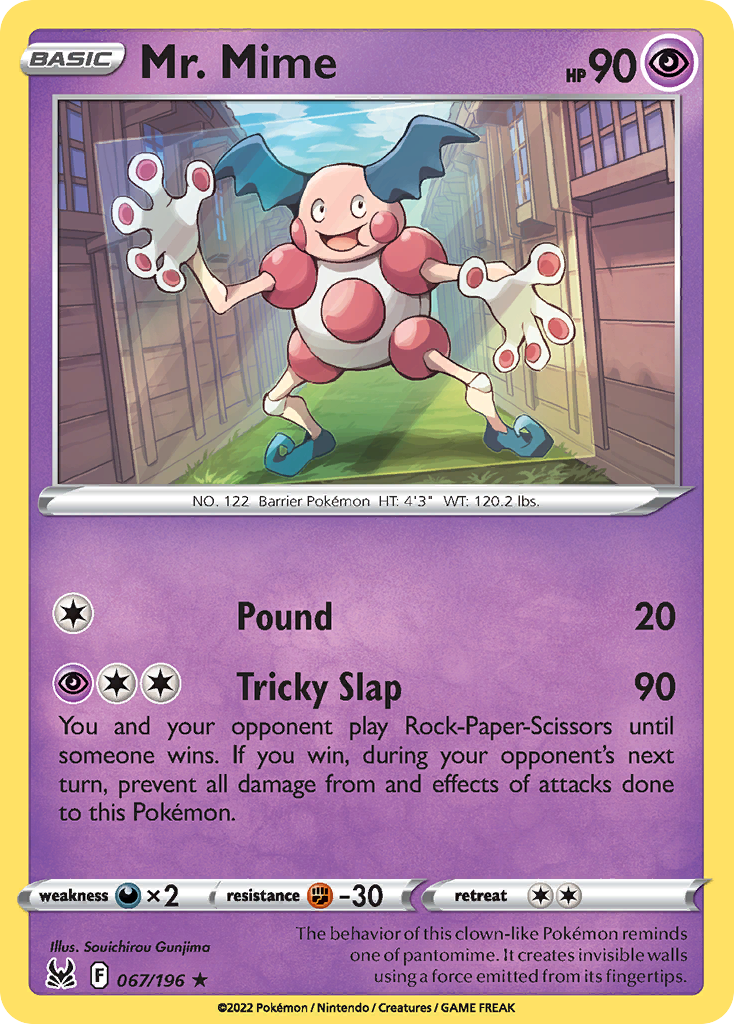 BASIC
Mr. Mime
HP 90
NO. 122 Barrier Pokémon HT: 4'3" WT: 120.2 lbs.
Pound 20
Tricky Slap 90
You and your opponent play Rock-Paper-Scissors until
someone wins. If you win, during your opponent's next
turn, prevent all damage from and effects of attacks done
to this Pokémon.
weakness ×2 resistance -30 retreat
Illus. Souichirou Gunjima
The behavior of this clown-like Pokémon reminds
one of pantomime. It creates invisible walls
using a force emitted from its fingertips.
F 067/196 ★
©2022 Pokémon / Nintendo / Creatures / GAME FREAK